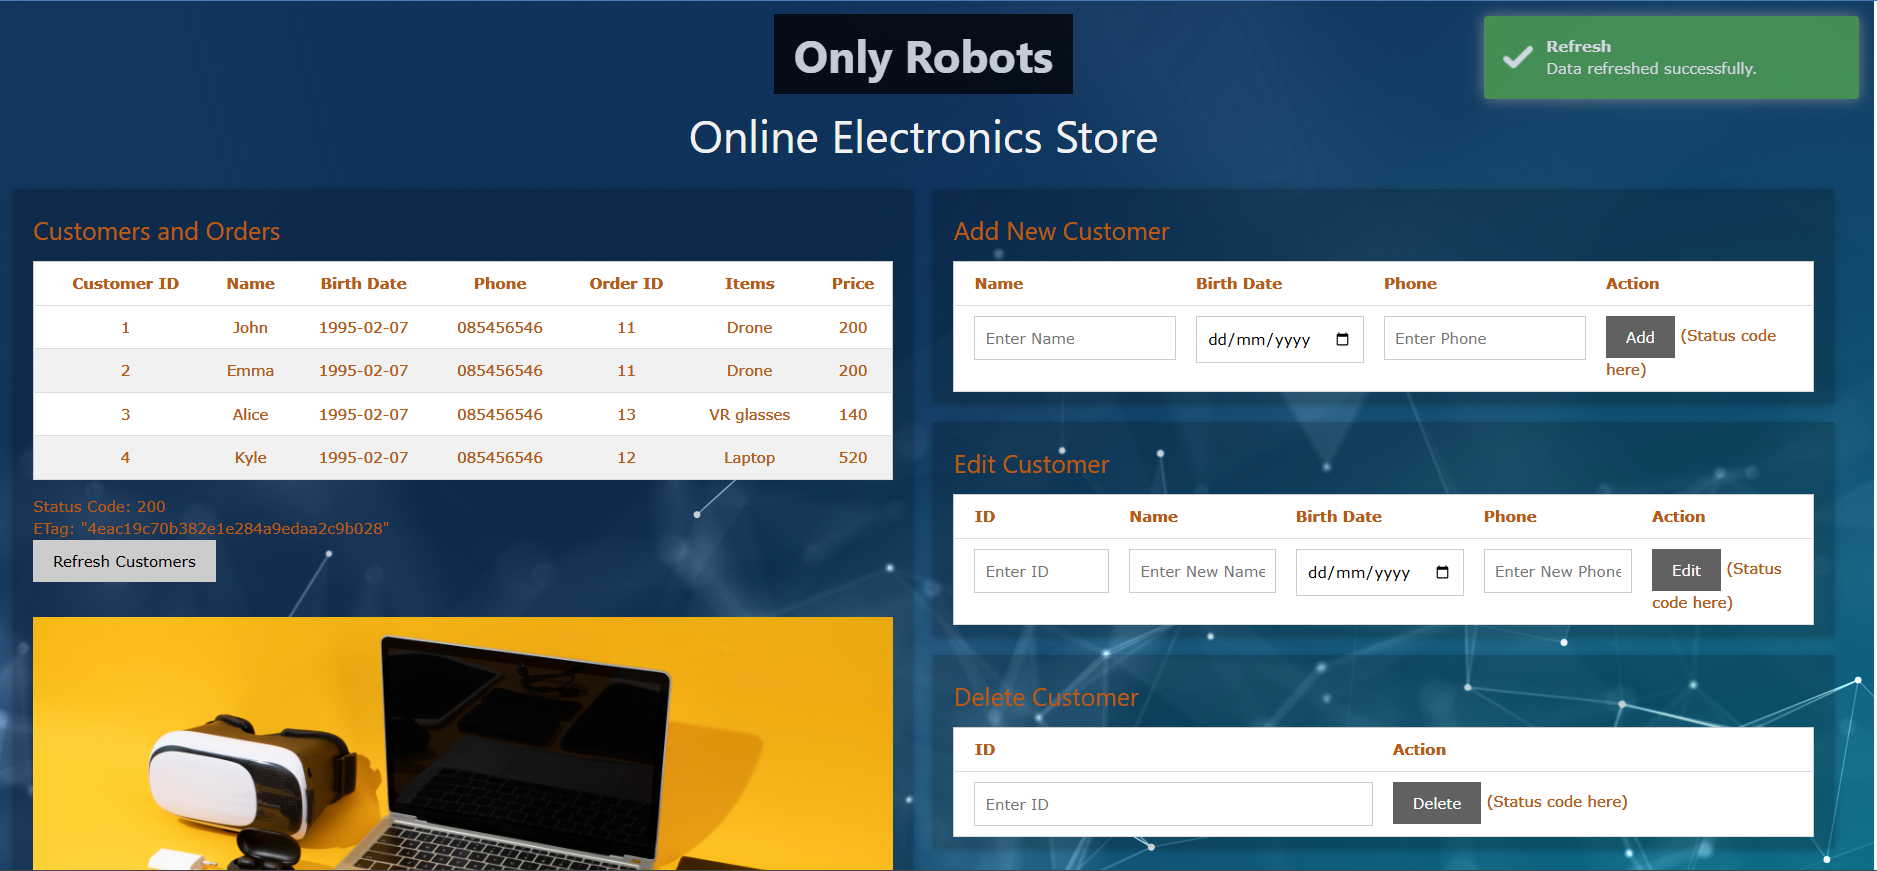 Only Robots
Refresh
Data refreshed successfully.
Online Electronics Store
Customers and Orders
Customer ID Name Birth Date Phone Order ID Items Price
1 John 1995-02-07 085456546 11 Drone 200
2 Emma 1995-02-07 085456546 11 Drone 200
3 Alice 1995-02-07 085456546 13 VR glasses 140
4 Kyle 1995-02-07 085456546 12 Laptop 520
Status Code: 200
ETag: "4eac19c70b382e1e284a9edaa2c9b028"
Refresh Customers
Add New Customer
Name Birth Date Phone Action
Enter Name dd/mm/yyyy Enter Phone Add (Status code
here)
Edit Customer
ID Name Birth Date Phone Action
Enter ID Enter New Name dd/mm/yyyy Enter New Phone Edit (Status
code here)
Delete Customer
ID Action
Enter ID Delete (Status code here)